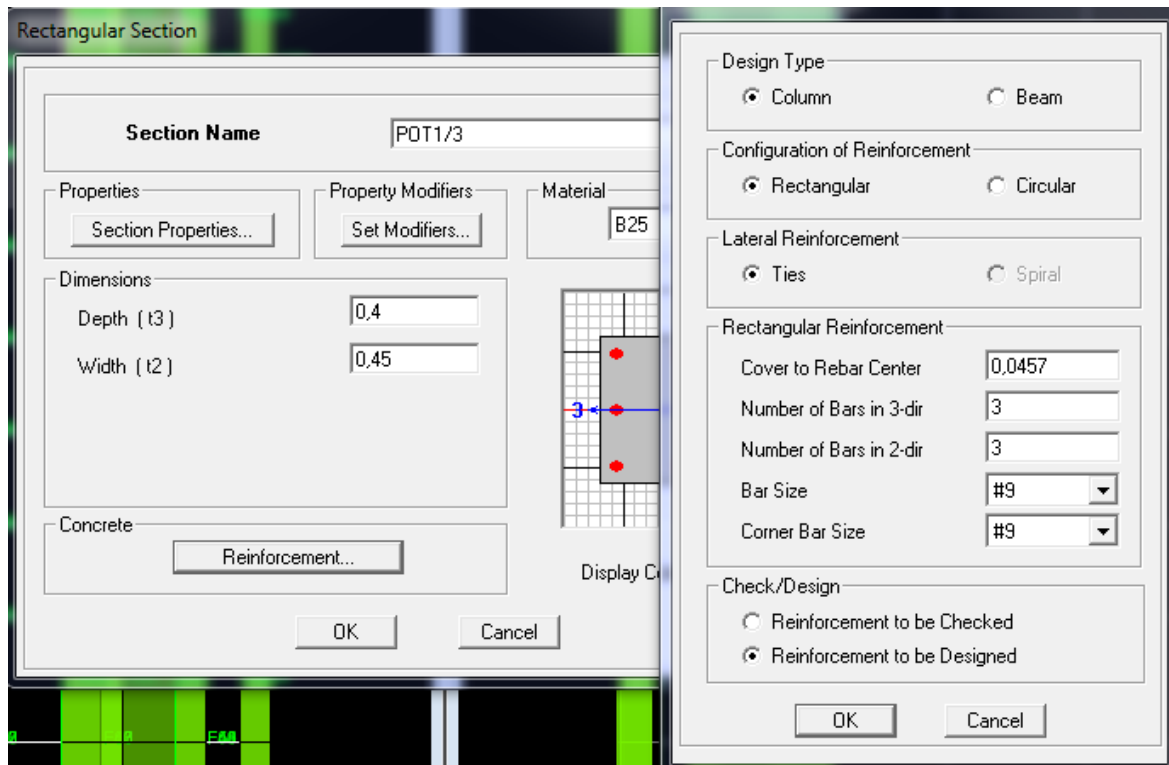 Rectangular Section
Section Name POT1/3
Properties
Section Properties...
Property Modifiers
Set Modifiers...
Material
B25
Dimensions
Depth ( t3 ) 0,4
Width ( t2 ) 0,45
3
Concrete
Reinforcement...
OK Cancel
Design Type
Column Beam
Configuration of Reinforcement
Rectangular Circular
Lateral Reinforcement
Ties Spiral
Rectangular Reinforcement
Cover to Rebar Center 0,0457
Number of Bars in 3-dir 3
Number of Bars in 2-dir 3
Bar Size #9
Corner Bar Size #9
Check/Design
Reinforcement to be Checked
Reinforcement to be Designed
OK Cancel